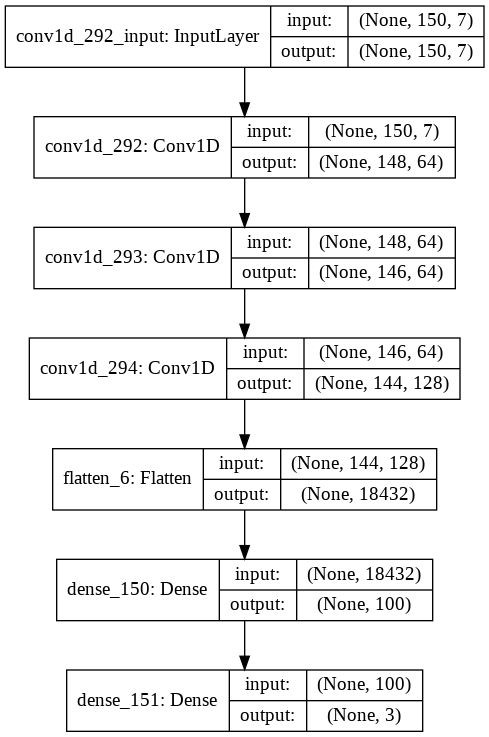 conv1d_292_input: InputLayer
input: (None, 150, 7)
output: (None, 150, 7)
conv1d_292: Conv1D
input: (None, 150, 7)
output: (None, 148, 64)
conv1d_293: Conv1D
input: (None, 148, 64)
output: (None, 146, 64)
conv1d_294: Conv1D
input: (None, 146, 64)
output: (None, 144, 128)
flatten_6: Flatten
input: (None, 144, 128)
output: (None, 18432)
dense_150: Dense
input: (None, 18432)
output: (None, 100)
dense_151: Dense
input: (None, 100)
output: (None, 3)